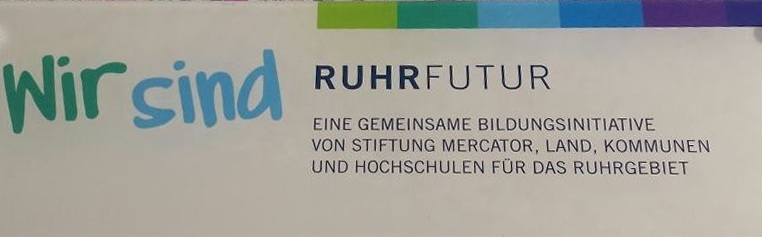 Wir sind
RUHRFUTUR
EINE GEMEINSAME BILDUNGSINITIATIVE
VON STIFTUNG MERCATOR, LAND, KOMMUNEN
UND HOCHSCHULEN FÜR DAS RUHRGEBIET